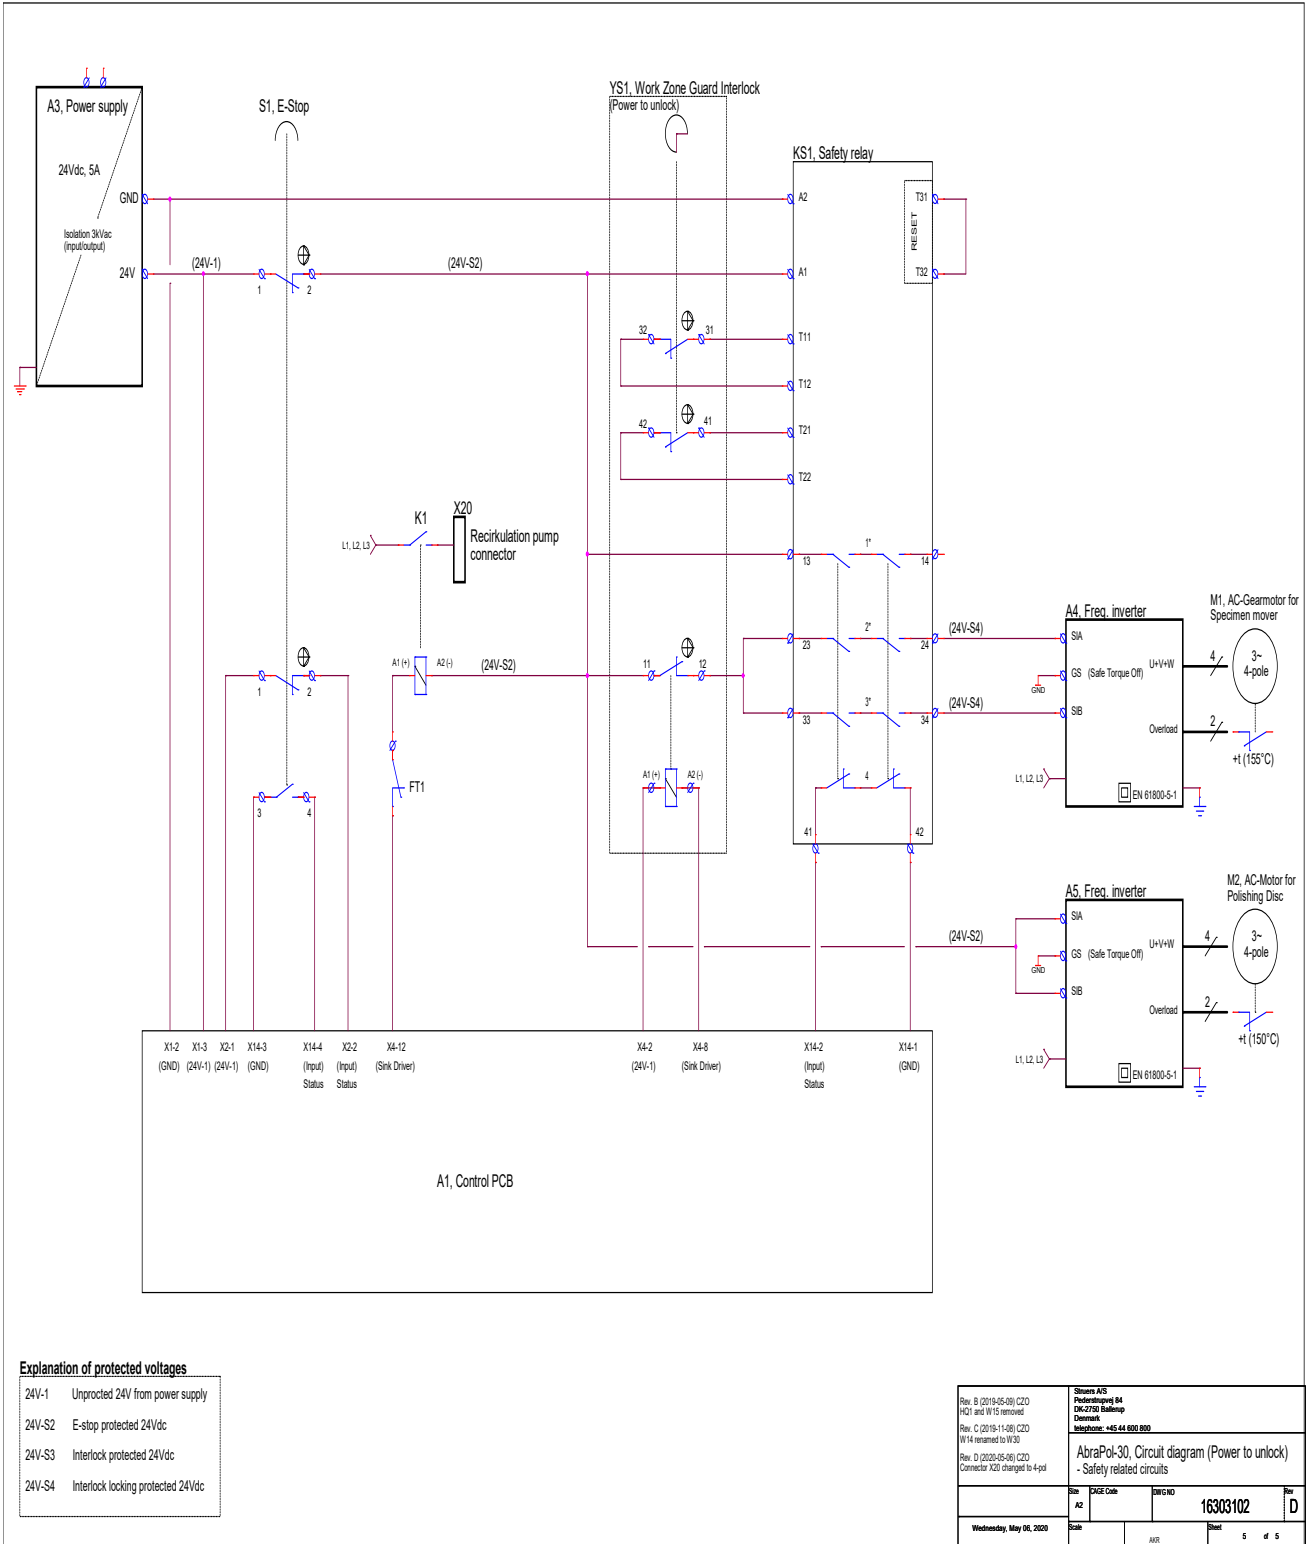 A3, Power supply
24Vdc, 5A
GND
Isolation 3kVac
(input/output)
24V
(24V-1)
S1, E-Stop
1
2
(24V-S2)
YS1, Work Zone Guard Interlock
(Power to unlock)
KS1, Safety relay
A2
T31
RESET
A1
T32
32
31
T11
T12
42
41
T21
T22
K1
X20
L1, L2, L3
Recirkulation pump
connector
13
1*
14
23
2*
24
(24V-S4)
33
3*
34
(24V-S4)
4
41
42
1
2
3
4
A1 (+)
A2 (-)
(24V-S2)
FT1
11
12
A1 (+)
A2 (-)
A4, Freq. inverter
SIA
GS (Safe Torque Off)
GND
SIB
U+V+W
4
Overload
2
L1, L2, L3
EN 61800-5-1
M1, AC-Gearmotor for
Specimen mover
3~
4-pole
+t (155°C)
A5, Freq. inverter
(24V-S2)
SIA
GS (Safe Torque Off)
GND
SIB
U+V+W
4
Overload
2
L1, L2, L3
EN 61800-5-1
M2, AC-Motor for
Polishing Disc
3~
4-pole
+t (150°C)
X1-2 X1-3 X2-1 X14-3 X14-4 X2-2 X4-12 X4-2 X4-8 X14-2 X14-1
(GND) (24V-1) (24V-1) (GND) (Input) (Input) (Sink Driver) (24V-1) (Sink Driver) (Input) (GND)
Status Status Status
A1, Control PCB
Explanation of protected voltages
24V-1 Unprocted 24V from power supply
24V-S2 E-stop protected 24Vdc
24V-S3 Interlock protected 24Vdc
24V-S4 Interlock locking protected 24Vdc
Rev. B (2019-05-09) CZO
HQ1 and W15 removed
Rev. C (2019-11-08) CZO
W14 renamed to W30
Rev. D (2020-05-06) CZO
Connector X20 changed to 4-pol
Wednesday, May 06, 2020
Struers A/S
Pederstrupvej 84
DK-2750 Ballerup
Denmark
telephone: +45 44 600 800
AbraPol-30, Circuit diagram (Power to unlock)
- Safety related circuits
Size
A2
CAGE Code
DWG NO
16303102
Rev
D
Scale
AKR
Sheet
5 of 5